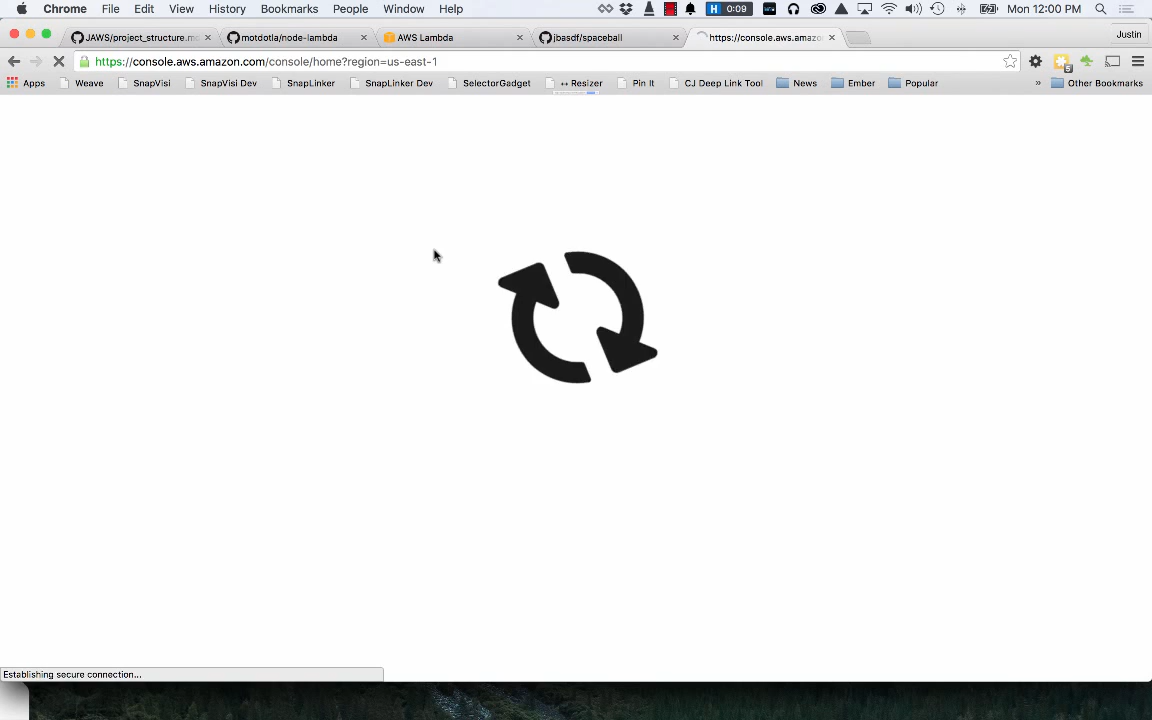 Chrome File Edit View History Bookmarks People Window Help H 0:09 Mon 12:00 PM
JAWS/project_structure.m motdotla/node-lambda AWS Lambda jbasdf/spaceball https://console.aws.amazo Justin
https://console.aws.amazon.com/console/home?region=us-east-1 5
Apps Weave SnapVisi SnapVisi Dev SnapLinker SnapLinker Dev SelectorGadget ↔ Resizer Pin It CJ Deep Link Tool News Ember Popular » Other Bookmarks
Establishing secure connection...